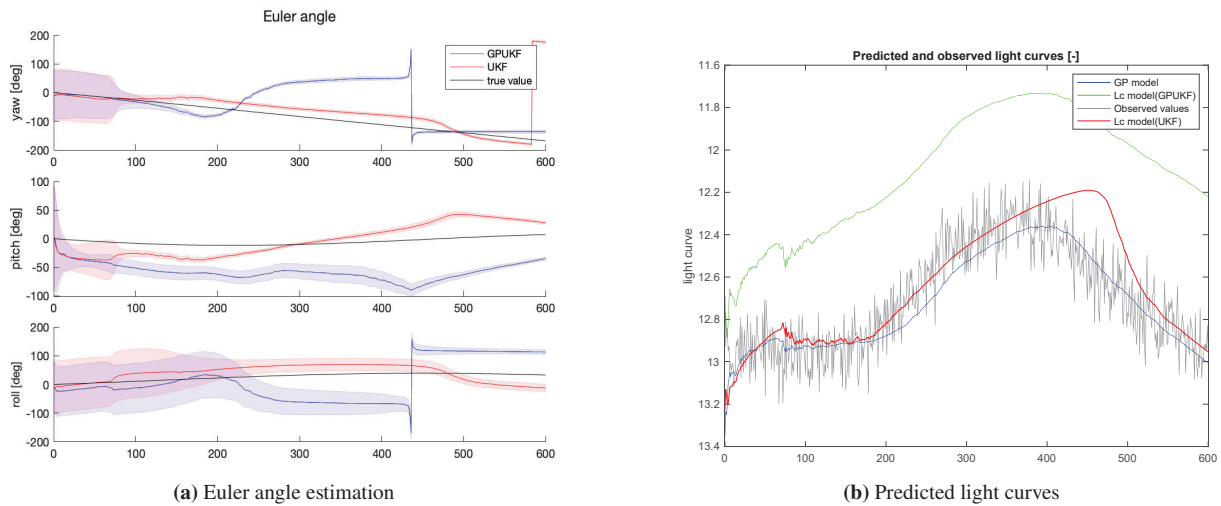 Euler angle
GPUKF
UKF
true value
yaw [deg]
200
100
0
-100
-200
0 100 200 300 400 500 600
pitch [deg]
100
50
0
-50
-100
0 100 200 300 400 500 600
roll [deg]
200
100
0
-100
-200
0 100 200 300 400 500 600
(a) Euler angle estimation
Predicted and observed light curves [-]
GP model
Lc model(GPUKF)
Observed values
Lc model(UKF)
light curve
11.6
11.8
12
12.2
12.4
12.6
12.8
13
13.2
13.4
0 100 200 300 400 500 600
(b) Predicted light curves